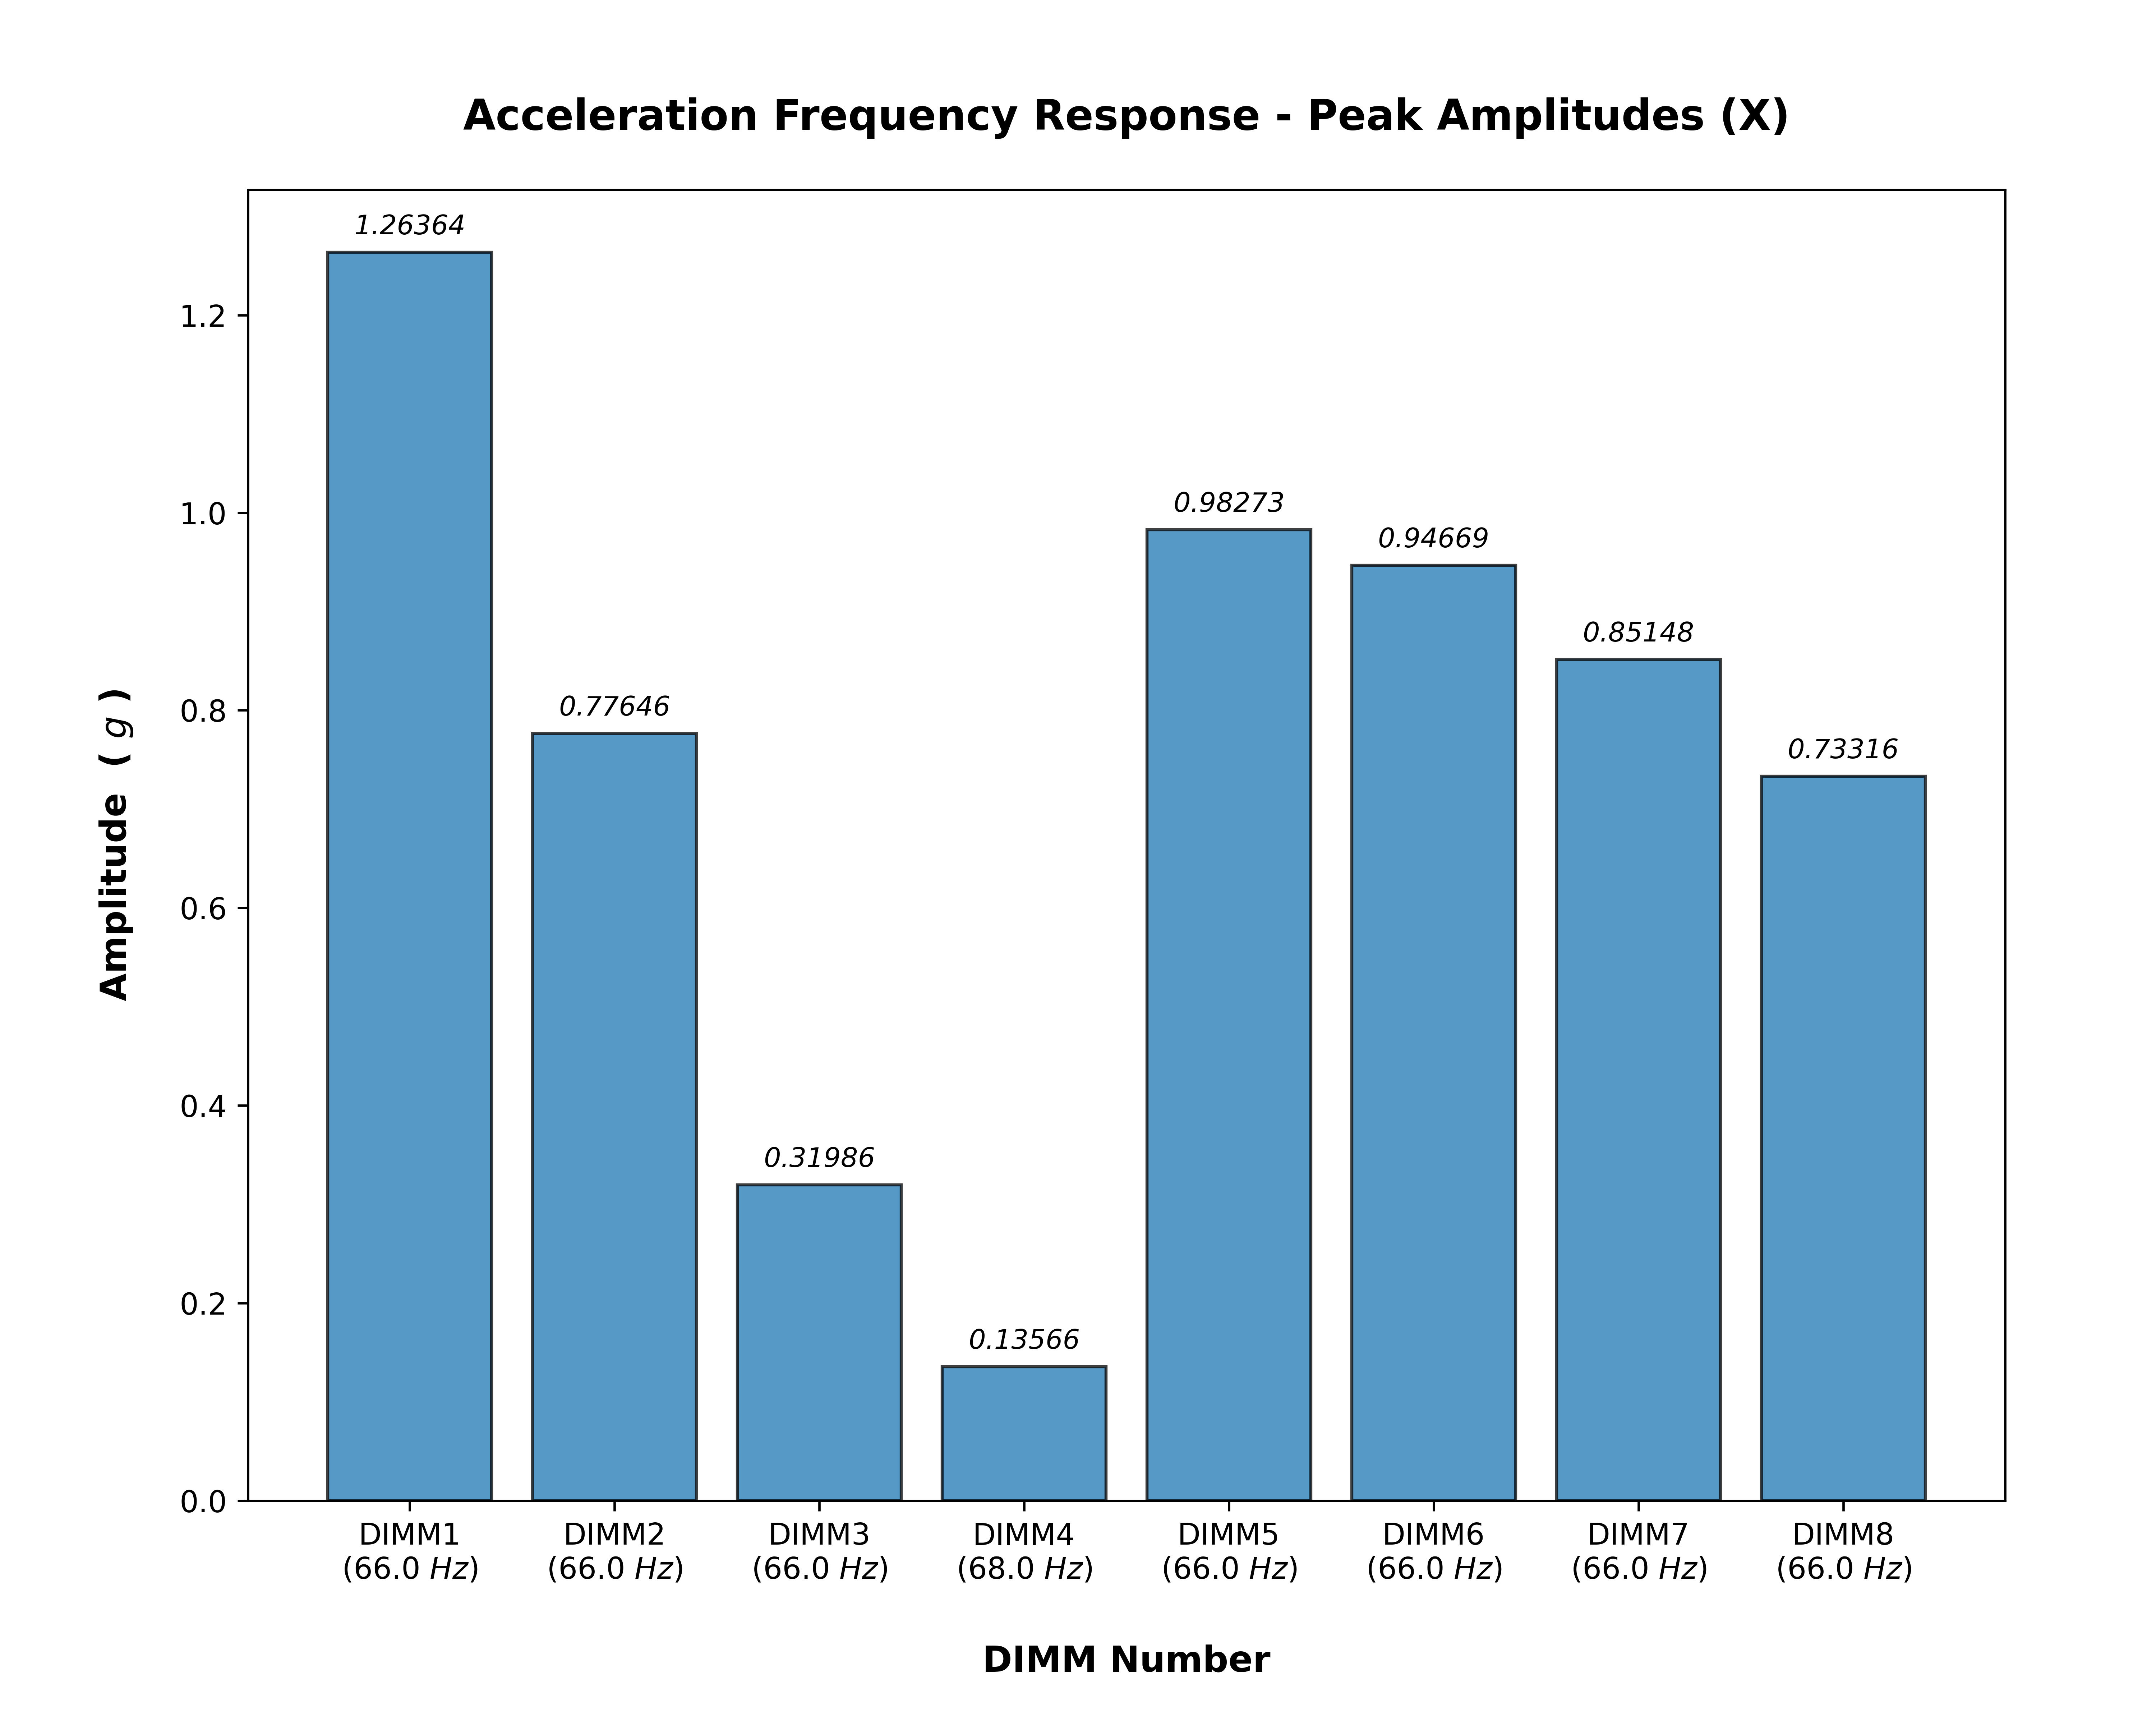 Acceleration Frequency Response - Peak Amplitudes (X)
Amplitude ( g )
1.2
1.0
0.8
0.6
0.4
0.2
0.0
1.26364
0.77646
0.31986
0.13566
0.98273
0.94669
0.85148
0.73316
DIMM1
(66.0 Hz)
DIMM2
(66.0 Hz)
DIMM3
(66.0 Hz)
DIMM4
(68.0 Hz)
DIMM5
(66.0 Hz)
DIMM6
(66.0 Hz)
DIMM7
(66.0 Hz)
DIMM8
(66.0 Hz)
DIMM Number